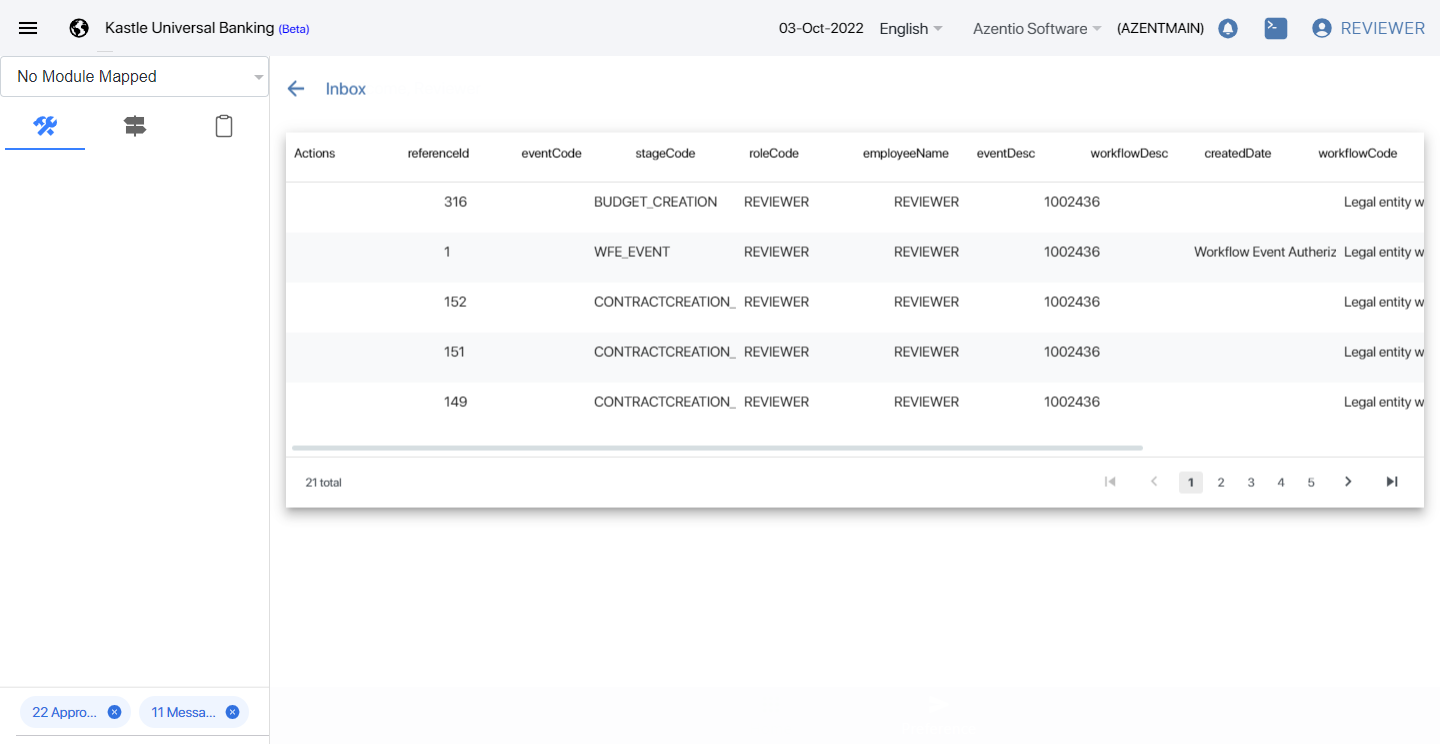 Kastle Universal Banking (Beta) 03-Oct-2022 English Azentio Software (AZENTMAIN) REVIEWER
No Module Mapped
Inbox
Actions referenceId eventCode stageCode roleCode employeeName eventDesc workflowDesc createdDate workflowCode
316 BUDGET_CREATION REVIEWER REVIEWER 1002436 Legal entity w
1 WFE_EVENT REVIEWER REVIEWER 1002436 Workflow Event Autheriz Legal entity w
152 CONTRACTCREATION_ REVIEWER REVIEWER 1002436 Legal entity w
151 CONTRACTCREATION_ REVIEWER REVIEWER 1002436 Legal entity w
149 CONTRACTCREATION_ REVIEWER REVIEWER 1002436 Legal entity w
21 total 1 2 3 4 5
22 Appro... 11 Messa...